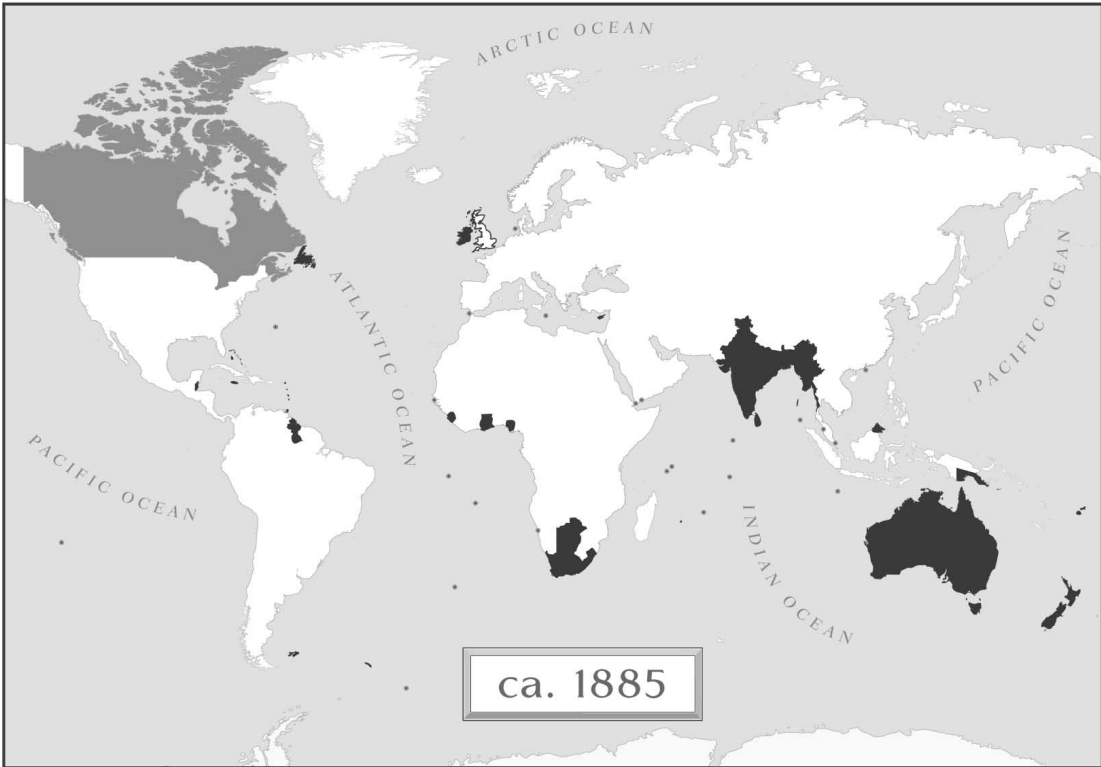 ARCTIC OCEAN
ATLANTIC OCEAN
PACIFIC OCEAN
PACIFIC OCEAN
INDIAN OCEAN
ca. 1885